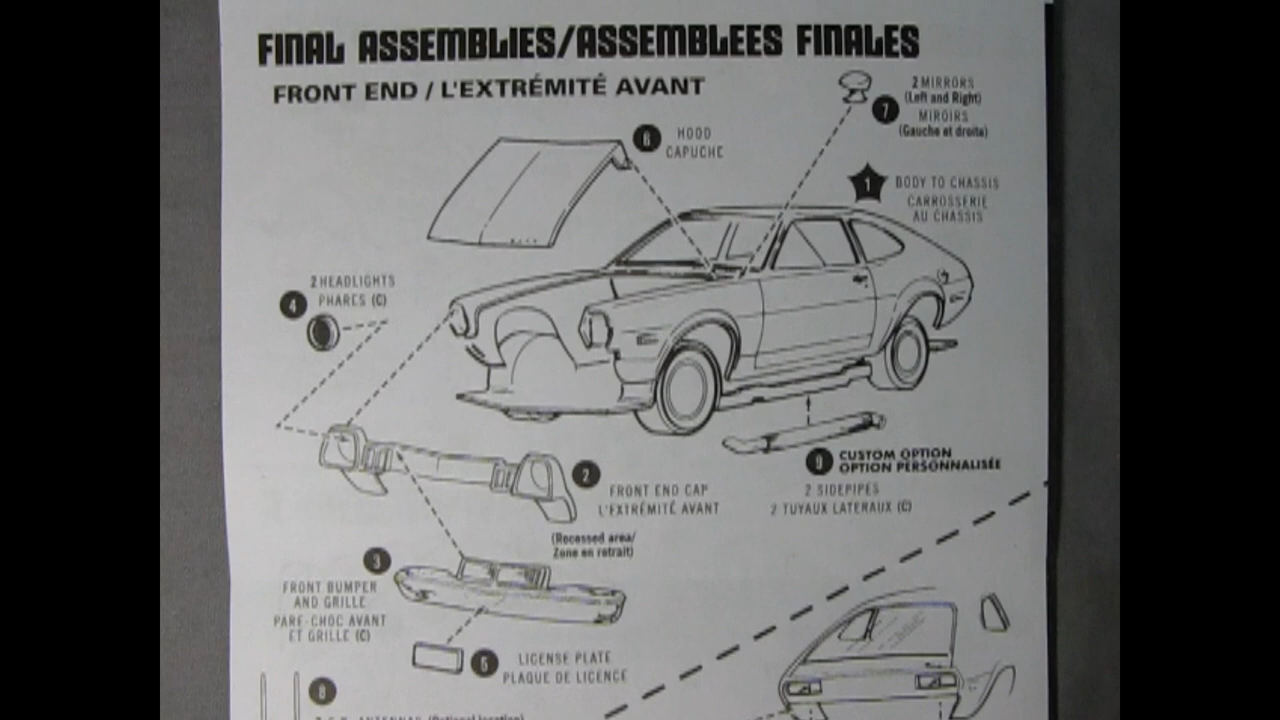 FINAL ASSEMBLIES/ASSEMBLEES FINALES
FRONT END / L'EXTRÉMITÉ AVANT
7
2 MIRRORS
(Left and Right)
MIROIRS
(Gauche et droite)
6
HOOD
CAPUCHE
1
BODY TO CHASSIS
CARROSSERIE
AU CHASSIS
4
2 HEADLIGHTS
PHARES (C)
9
CUSTOM OPTION
OPTION PERSONNALISÉE
2 SIDEPIPES
2 TUYAUX LATERAUX (C)
2
FRONT END CAP
L'EXTRÉMITÉ AVANT
(Recessed area/
Zone en retrait)
3
FRONT BUMPER
AND GRILLE
PARE-CHOC AVANT
ET GRILLE (C)
5
LICENSE PLATE
PLAQUE DE LICENCE
8
ANTENNAS (Optional location)